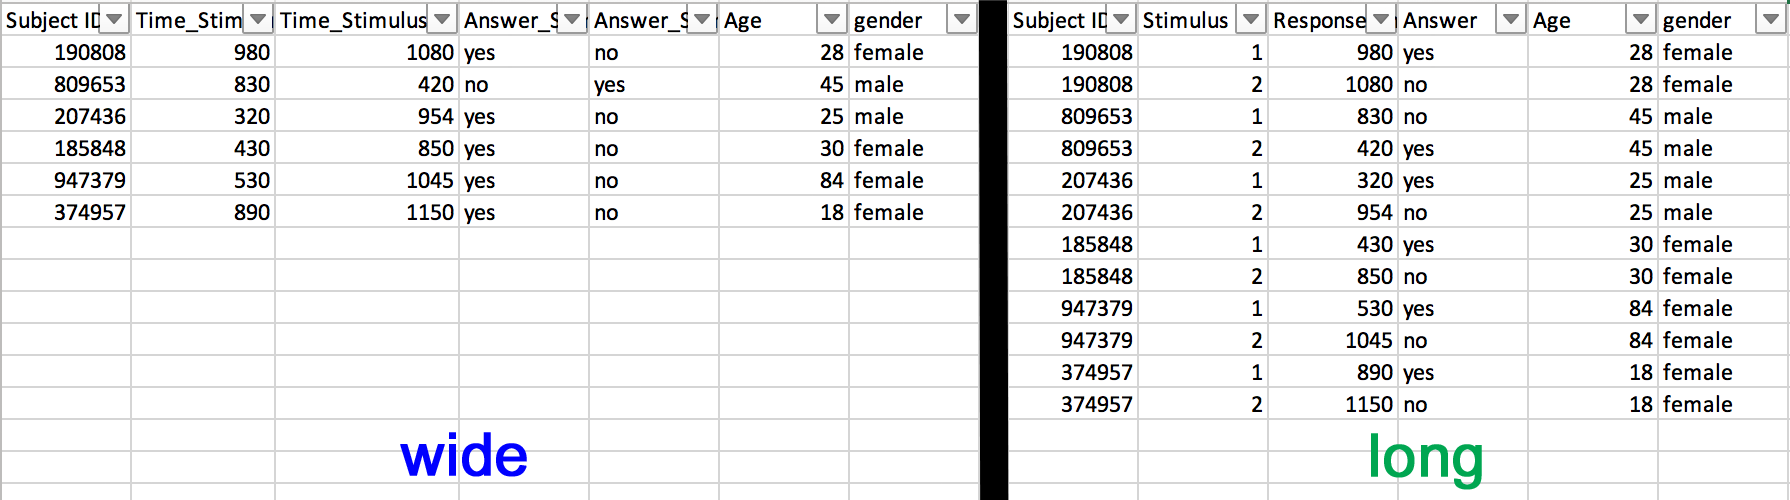 Subject ID Time_Stim Time_Stimulus Answer_S Answer_S Age gender
190808 980 1080 yes no 28 female
809653 830 420 no yes 45 male
207436 320 954 yes no 25 male
185848 430 850 yes no 30 female
947379 530 1045 yes no 84 female
374957 890 1150 yes no 18 female
wide
Subject ID Stimulus Response Answer Age gender
190808 1 980 yes 28 female
190808 2 1080 no 28 female
809653 1 830 no 45 male
809653 2 420 yes 45 male
207436 1 320 yes 25 male
207436 2 954 no 25 male
185848 1 430 yes 30 female
185848 2 850 no 30 female
947379 1 530 yes 84 female
947379 2 1045 no 84 female
374957 1 890 yes 18 female
374957 2 1150 no 18 female
long